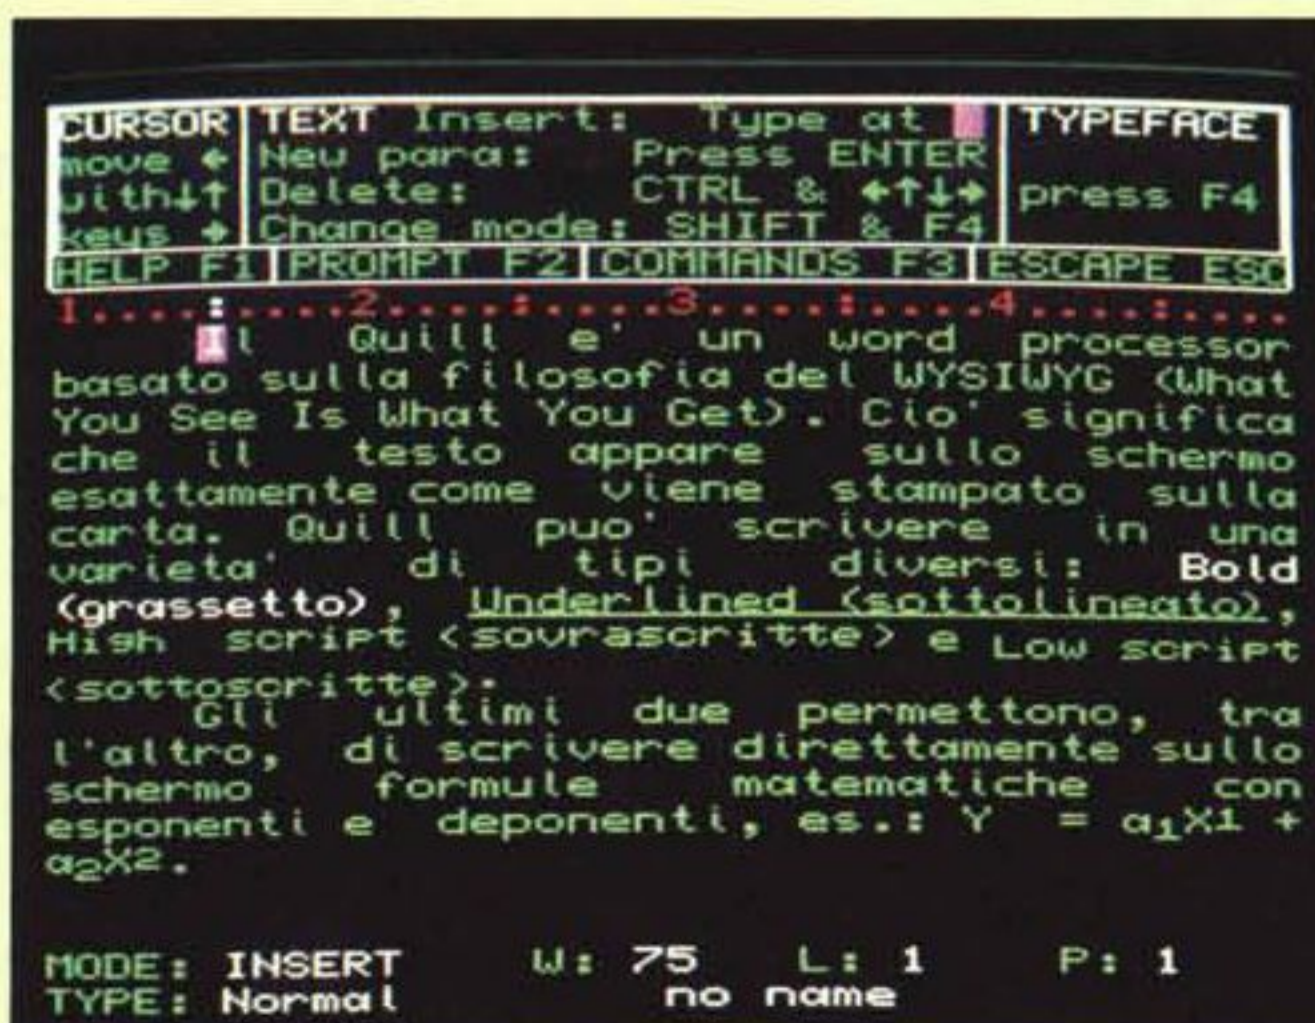 CURSOR TEXT Insert: Type at TYPEFACE
move ← New para: Press ENTER
with↓↑ Delete: CTRL & ←↑↓→ press F4
keys → Change mode: SHIFT & F4
HELP F1 PROMPT F2 COMMANDS F3 ESCAPE ESC
1....:....2....:....3....:....4....:....
Il Quill e' un word processor
basato sulla filosofia del WYSIWYG (What
You See Is What You Get). Cio' significa
che il testo appare sullo schermo
esattamente come viene stampato sulla
carta. Quill puo' scrivere in una
varieta' di tipi diversi: Bold
(grassetto), Underlined (sottolineato),
High script (sovrascritte) e Low script
(sottoscritte).
Gli ultimi due permettono, tra
l'altro, di scrivere direttamente sullo
schermo formule matematiche con
esponenti e deponenti, es.: Y = a₁X¹ +
a₂X².
MODE: INSERT W: 75 L: 1 P: 1
TYPE: Normal no name